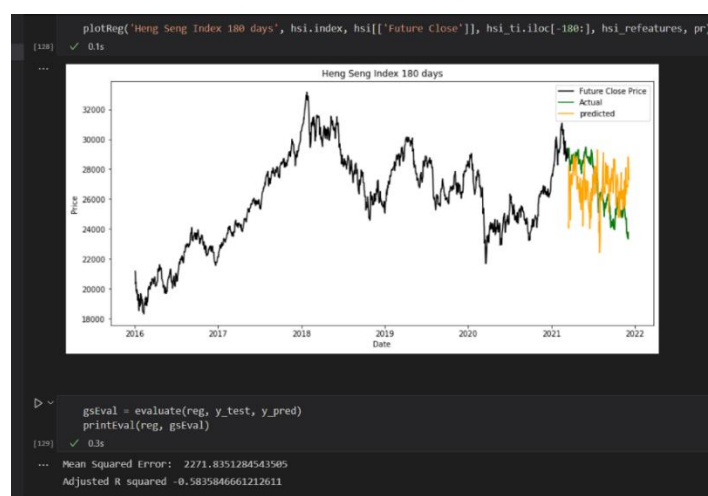 plotReg('Heng Seng Index 180 days', hsi.index, hsi[['Future Close']], hsi_ti.iloc[-180:], hsi_refeatures, pr
[128] ✓ 0.1s
...
Heng Seng Index 180 days
Future Close Price
Actual
predicted
32000
30000
28000
26000
24000
22000
20000
18000
Price
2016 2017 2018 2019 2020 2021 2022
Date
gsEval = evaluate(reg, y_test, y_pred)
printEval(reg, gsEval)
[129] ✓ 0.3s
... Mean Squared Error: 2271.8351284543505
Adjusted R squared -0.5835846661212611